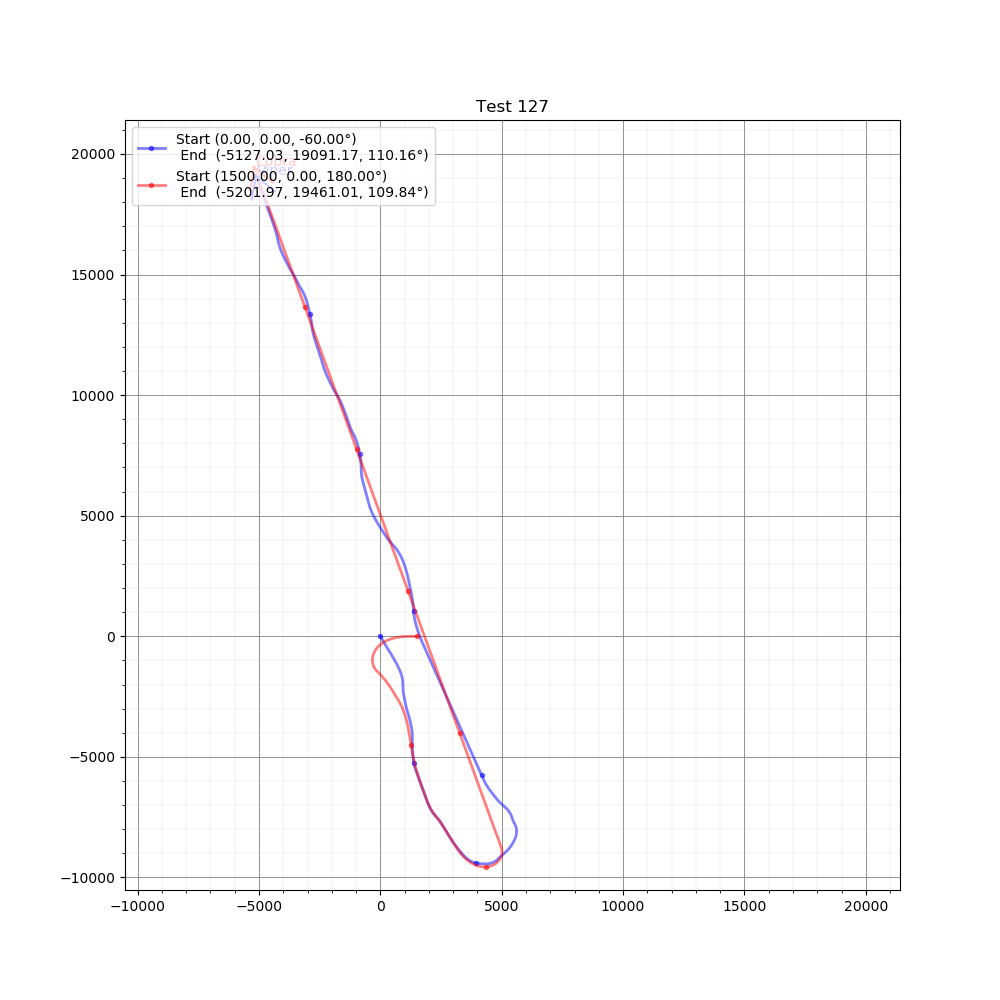 Test 127
Start (0.00, 0.00, -60.00°)
End (-5127.03, 19091.17, 110.16°)
Start (1500.00, 0.00, 180.00°)
End (-5201.97, 19461.01, 109.84°)
20000
15000
10000
5000
0
−5000
−10000
−10000 −5000 0 5000 10000 15000 20000